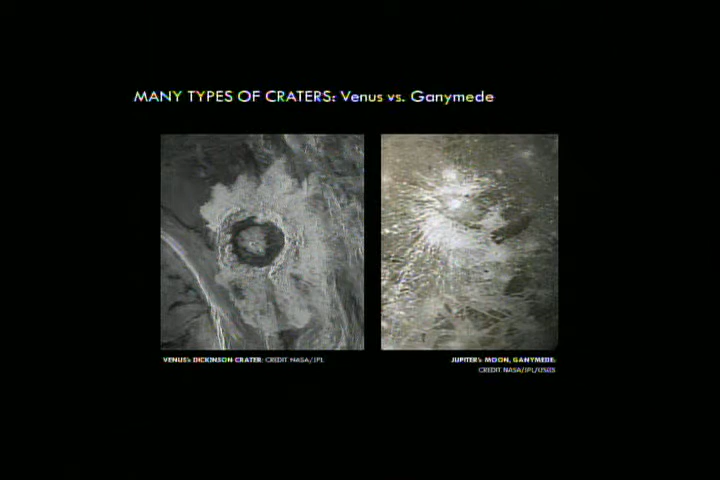 MANY TYPES OF CRATERS: Venus vs. Ganymede
VENUS's DICKINSON CRATER: CREDIT NASA/JPL
JUPITER's MOON, GANYMEDE:
CREDIT NASA/JPL/USGS